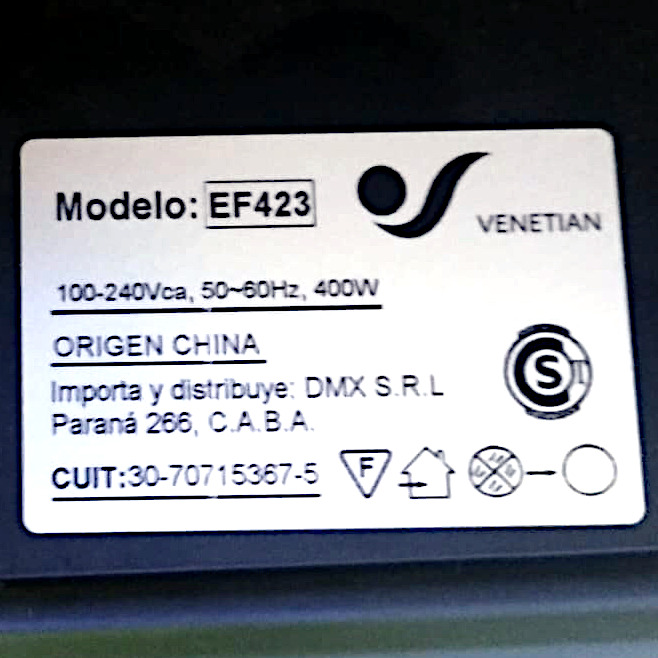 Modelo: EF423
VENETIAN
100-240Vca, 50~60Hz, 400W
ORIGEN CHINA
Importa y distribuye: DMX S.R.L
Paraná 266, C.A.B.A.
CUIT:30-70715367-5
F
S